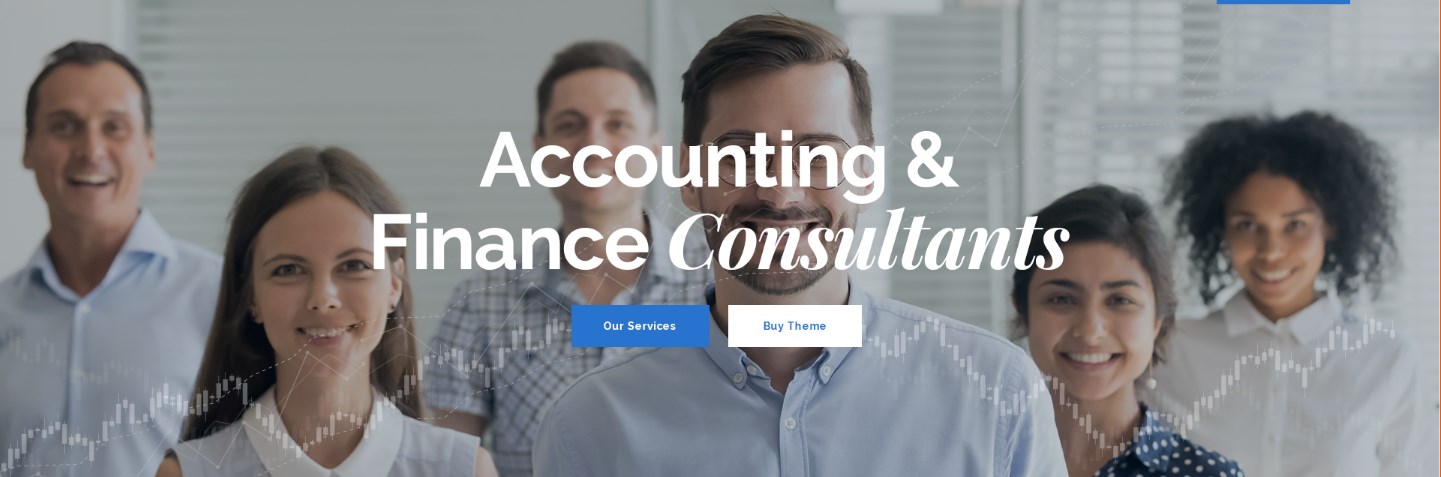 Accounting &
Finance Consultants
Our Services
Buy Theme